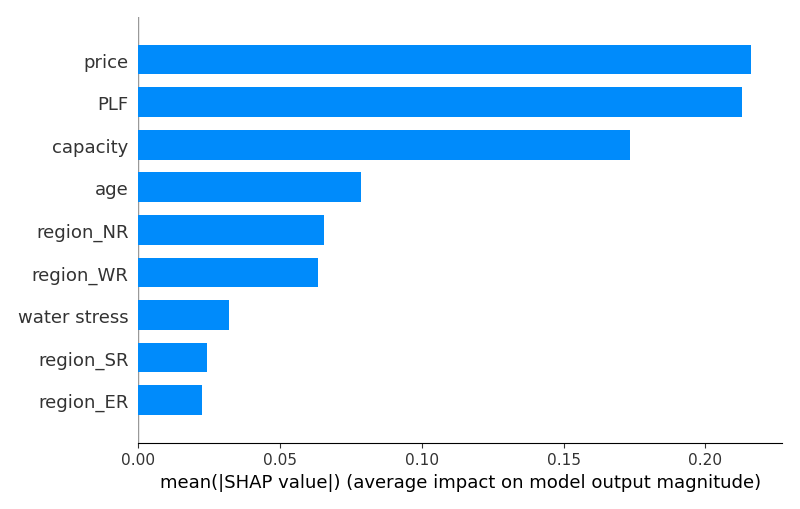 price
PLF
capacity
age
region_NR
region_WR
water stress
region_SR
region_ER
0.00 0.05 0.10 0.15 0.20
mean(|SHAP value|) (average impact on model output magnitude)